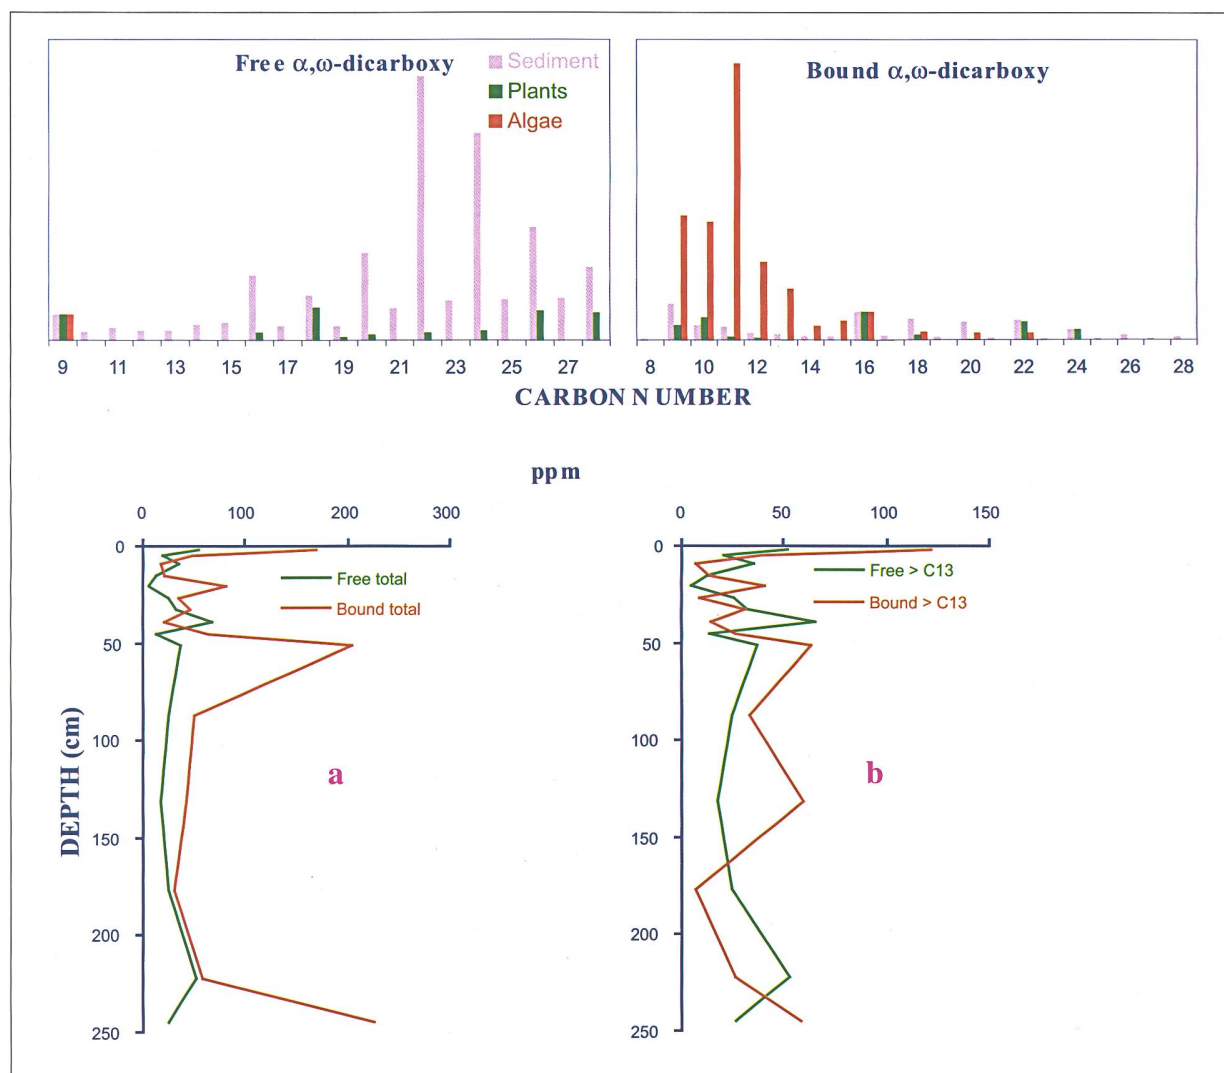 Free α,ω-dicarboxy
Sediment
Plants
Algae
Bound α,ω-dicarboxy
9 11 13 15 17 19 21 23 25 27
8 10 12 14 16 18 20 22 24 26 28
CARBON NUMBER
ppm
0 100 200 300
0 50 100 150
0
50
100
150
200
250
DEPTH (cm)
Free total
Bound total
a
0
50
100
150
200
250
Free > C13
Bound > C13
b